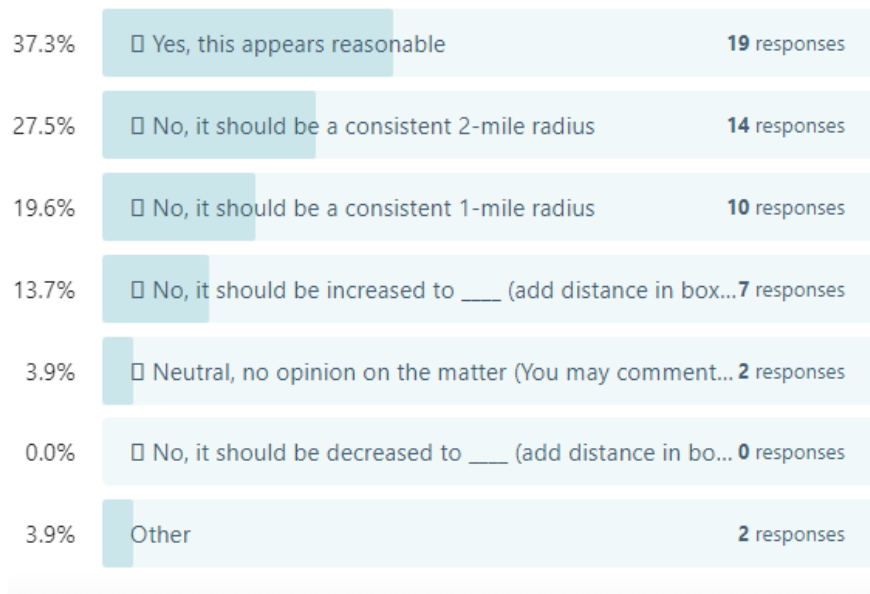 37.3% ▯ Yes, this appears reasonable 19 responses
27.5% ▯ No, it should be a consistent 2-mile radius 14 responses
19.6% ▯ No, it should be a consistent 1-mile radius 10 responses
13.7% ▯ No, it should be increased to ____ (add distance in box... 7 responses
3.9% ▯ Neutral, no opinion on the matter (You may comment... 2 responses
0.0% ▯ No, it should be decreased to ____ (add distance in bo... 0 responses
3.9% Other 2 responses